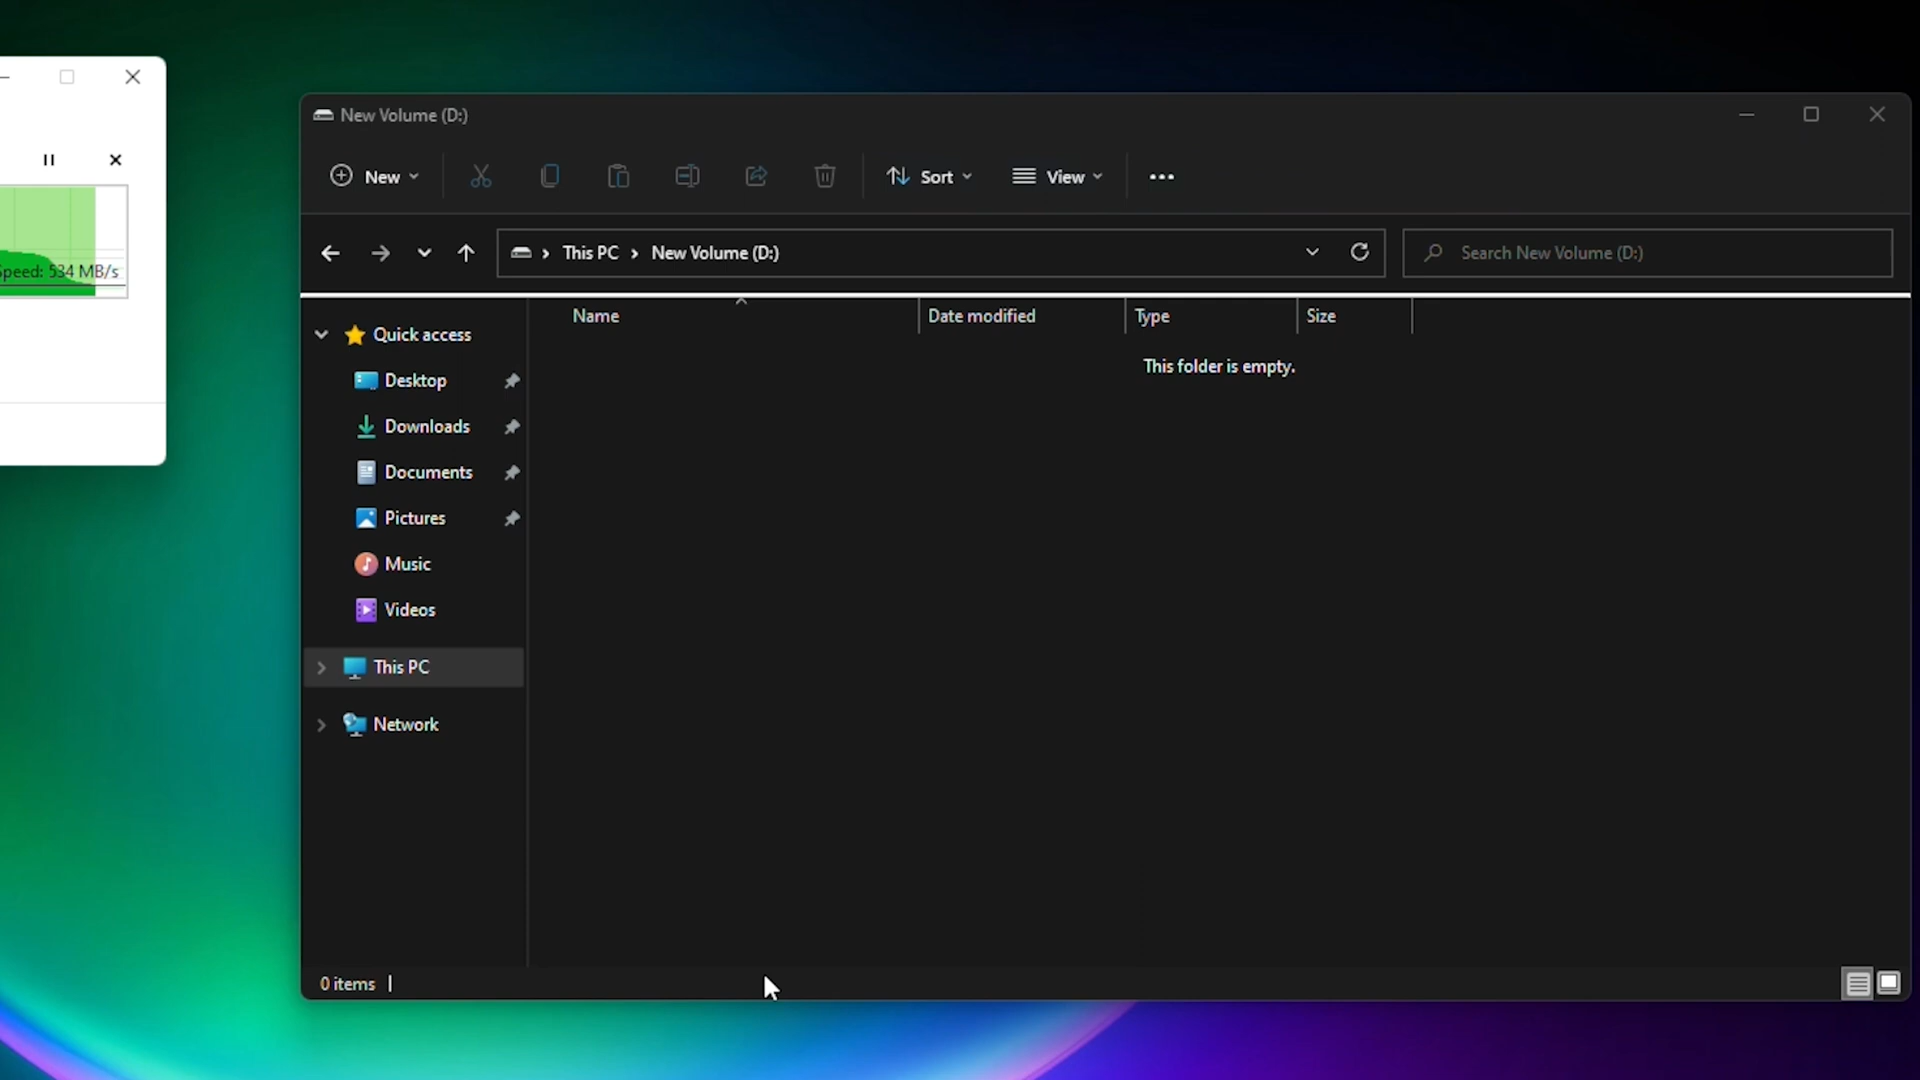 New Volume (D:)
New
Sort
View
Speed: 534 MB/s
This PC
New Volume (D:)
Search New Volume (D:)
Name
Date modified
Type
Size
This folder is empty.
Quick access
Desktop
Downloads
Documents
Pictures
Music
Videos
This PC
Network
0 items